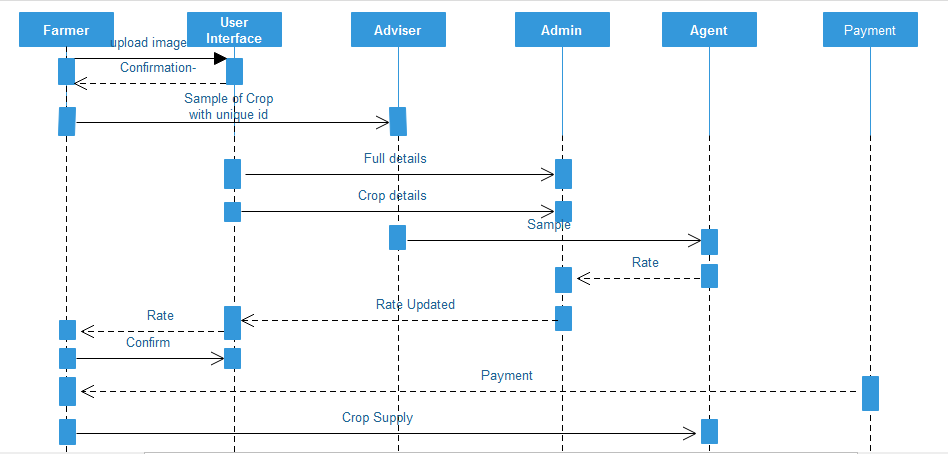 Farmer
User
Interface
Adviser
Admin
Agent
Payment
upload image
Confirmation-
Sample of Crop
with unique id
Full details
Crop details
Sample
Rate
Rate Updated
Rate
Confirm
Payment
Crop Supply